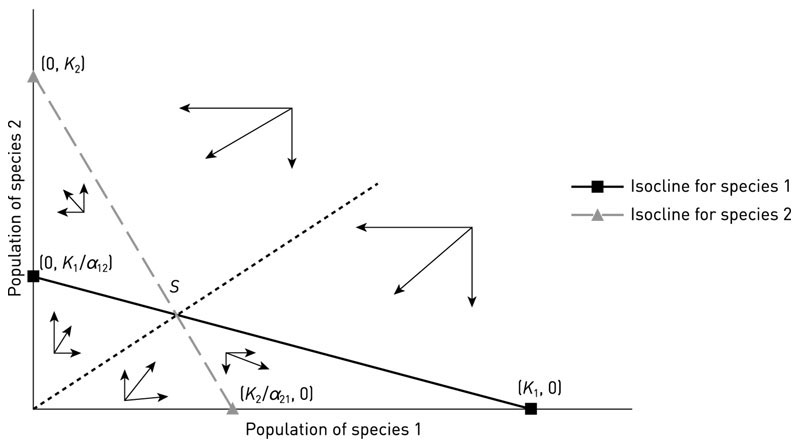 (0, K₂)
Population of species 2
(0, K₁/α₁₂)
S
(K₂/α₂₁, 0)
(K₁, 0)
Population of species 1
Isocline for species 1
Isocline for species 2